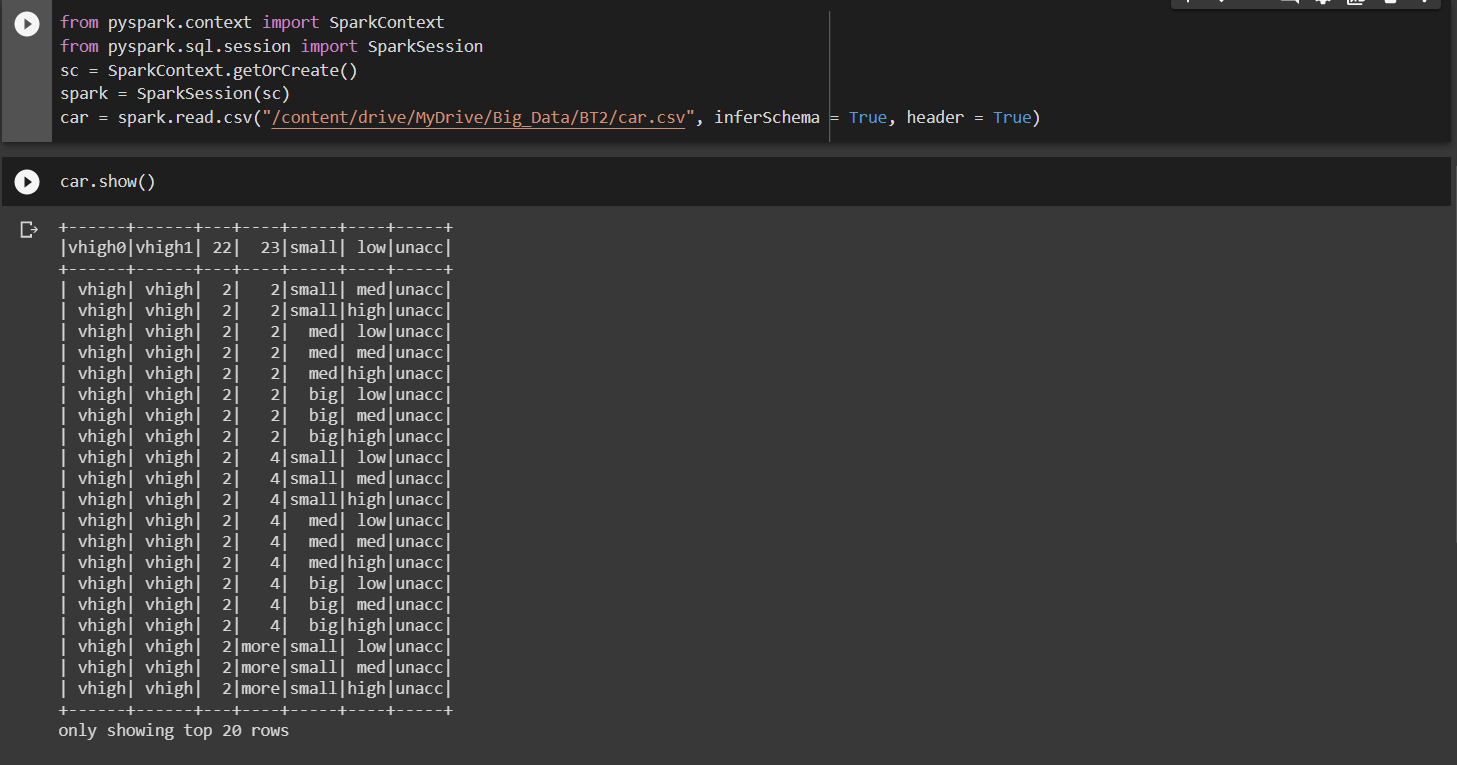 from pyspark.context import SparkContext
from pyspark.sql.session import SparkSession
sc = SparkContext.getOrCreate()
spark = SparkSession(sc)
car = spark.read.csv("/content/drive/MyDrive/Big_Data/BT2/car.csv", inferSchema = True, header = True)
car.show()
+------+------+---+----+-----+----+-----+
|vhigh0|vhigh1| 22|  23|small| low|unacc|
+------+------+---+----+-----+----+-----+
| vhigh| vhigh|  2|   2|small| med|unacc|
| vhigh| vhigh|  2|   2|small|high|unacc|
| vhigh| vhigh|  2|   2|  med| low|unacc|
| vhigh| vhigh|  2|   2|  med| med|unacc|
| vhigh| vhigh|  2|   2|  med|high|unacc|
| vhigh| vhigh|  2|   2|  big| low|unacc|
| vhigh| vhigh|  2|   2|  big| med|unacc|
| vhigh| vhigh|  2|   2|  big|high|unacc|
| vhigh| vhigh|  2|   4|small| low|unacc|
| vhigh| vhigh|  2|   4|small| med|unacc|
| vhigh| vhigh|  2|   4|small|high|unacc|
| vhigh| vhigh|  2|   4|  med| low|unacc|
| vhigh| vhigh|  2|   4|  med| med|unacc|
| vhigh| vhigh|  2|   4|  med|high|unacc|
| vhigh| vhigh|  2|   4|  big| low|unacc|
| vhigh| vhigh|  2|   4|  big| med|unacc|
| vhigh| vhigh|  2|   4|  big|high|unacc|
| vhigh| vhigh|  2|more|small| low|unacc|
| vhigh| vhigh|  2|more|small| med|unacc|
| vhigh| vhigh|  2|more|small|high|unacc|
+------+------+---+----+-----+----+-----+
only showing top 20 rows